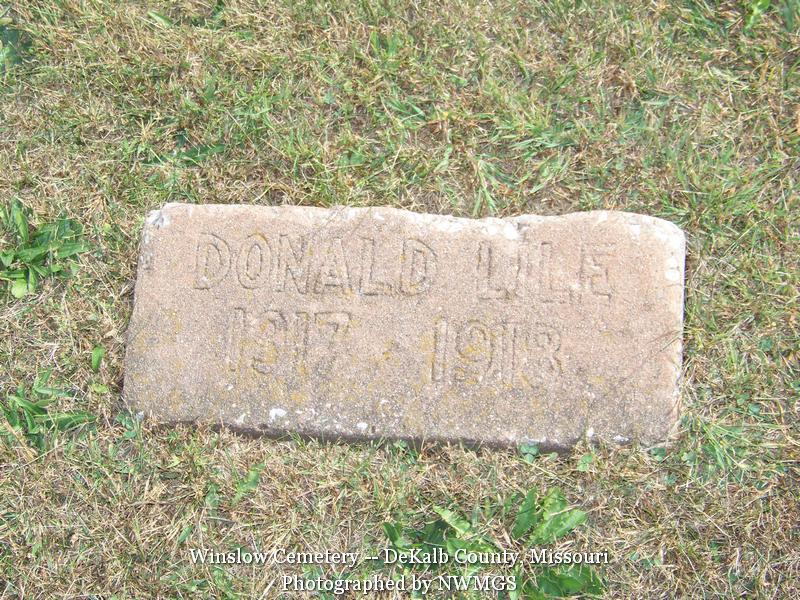 DONALD LILE
1917 - 1918
Winslow Cemetery -- DeKalb County, Missouri
Photographed by NWMGS